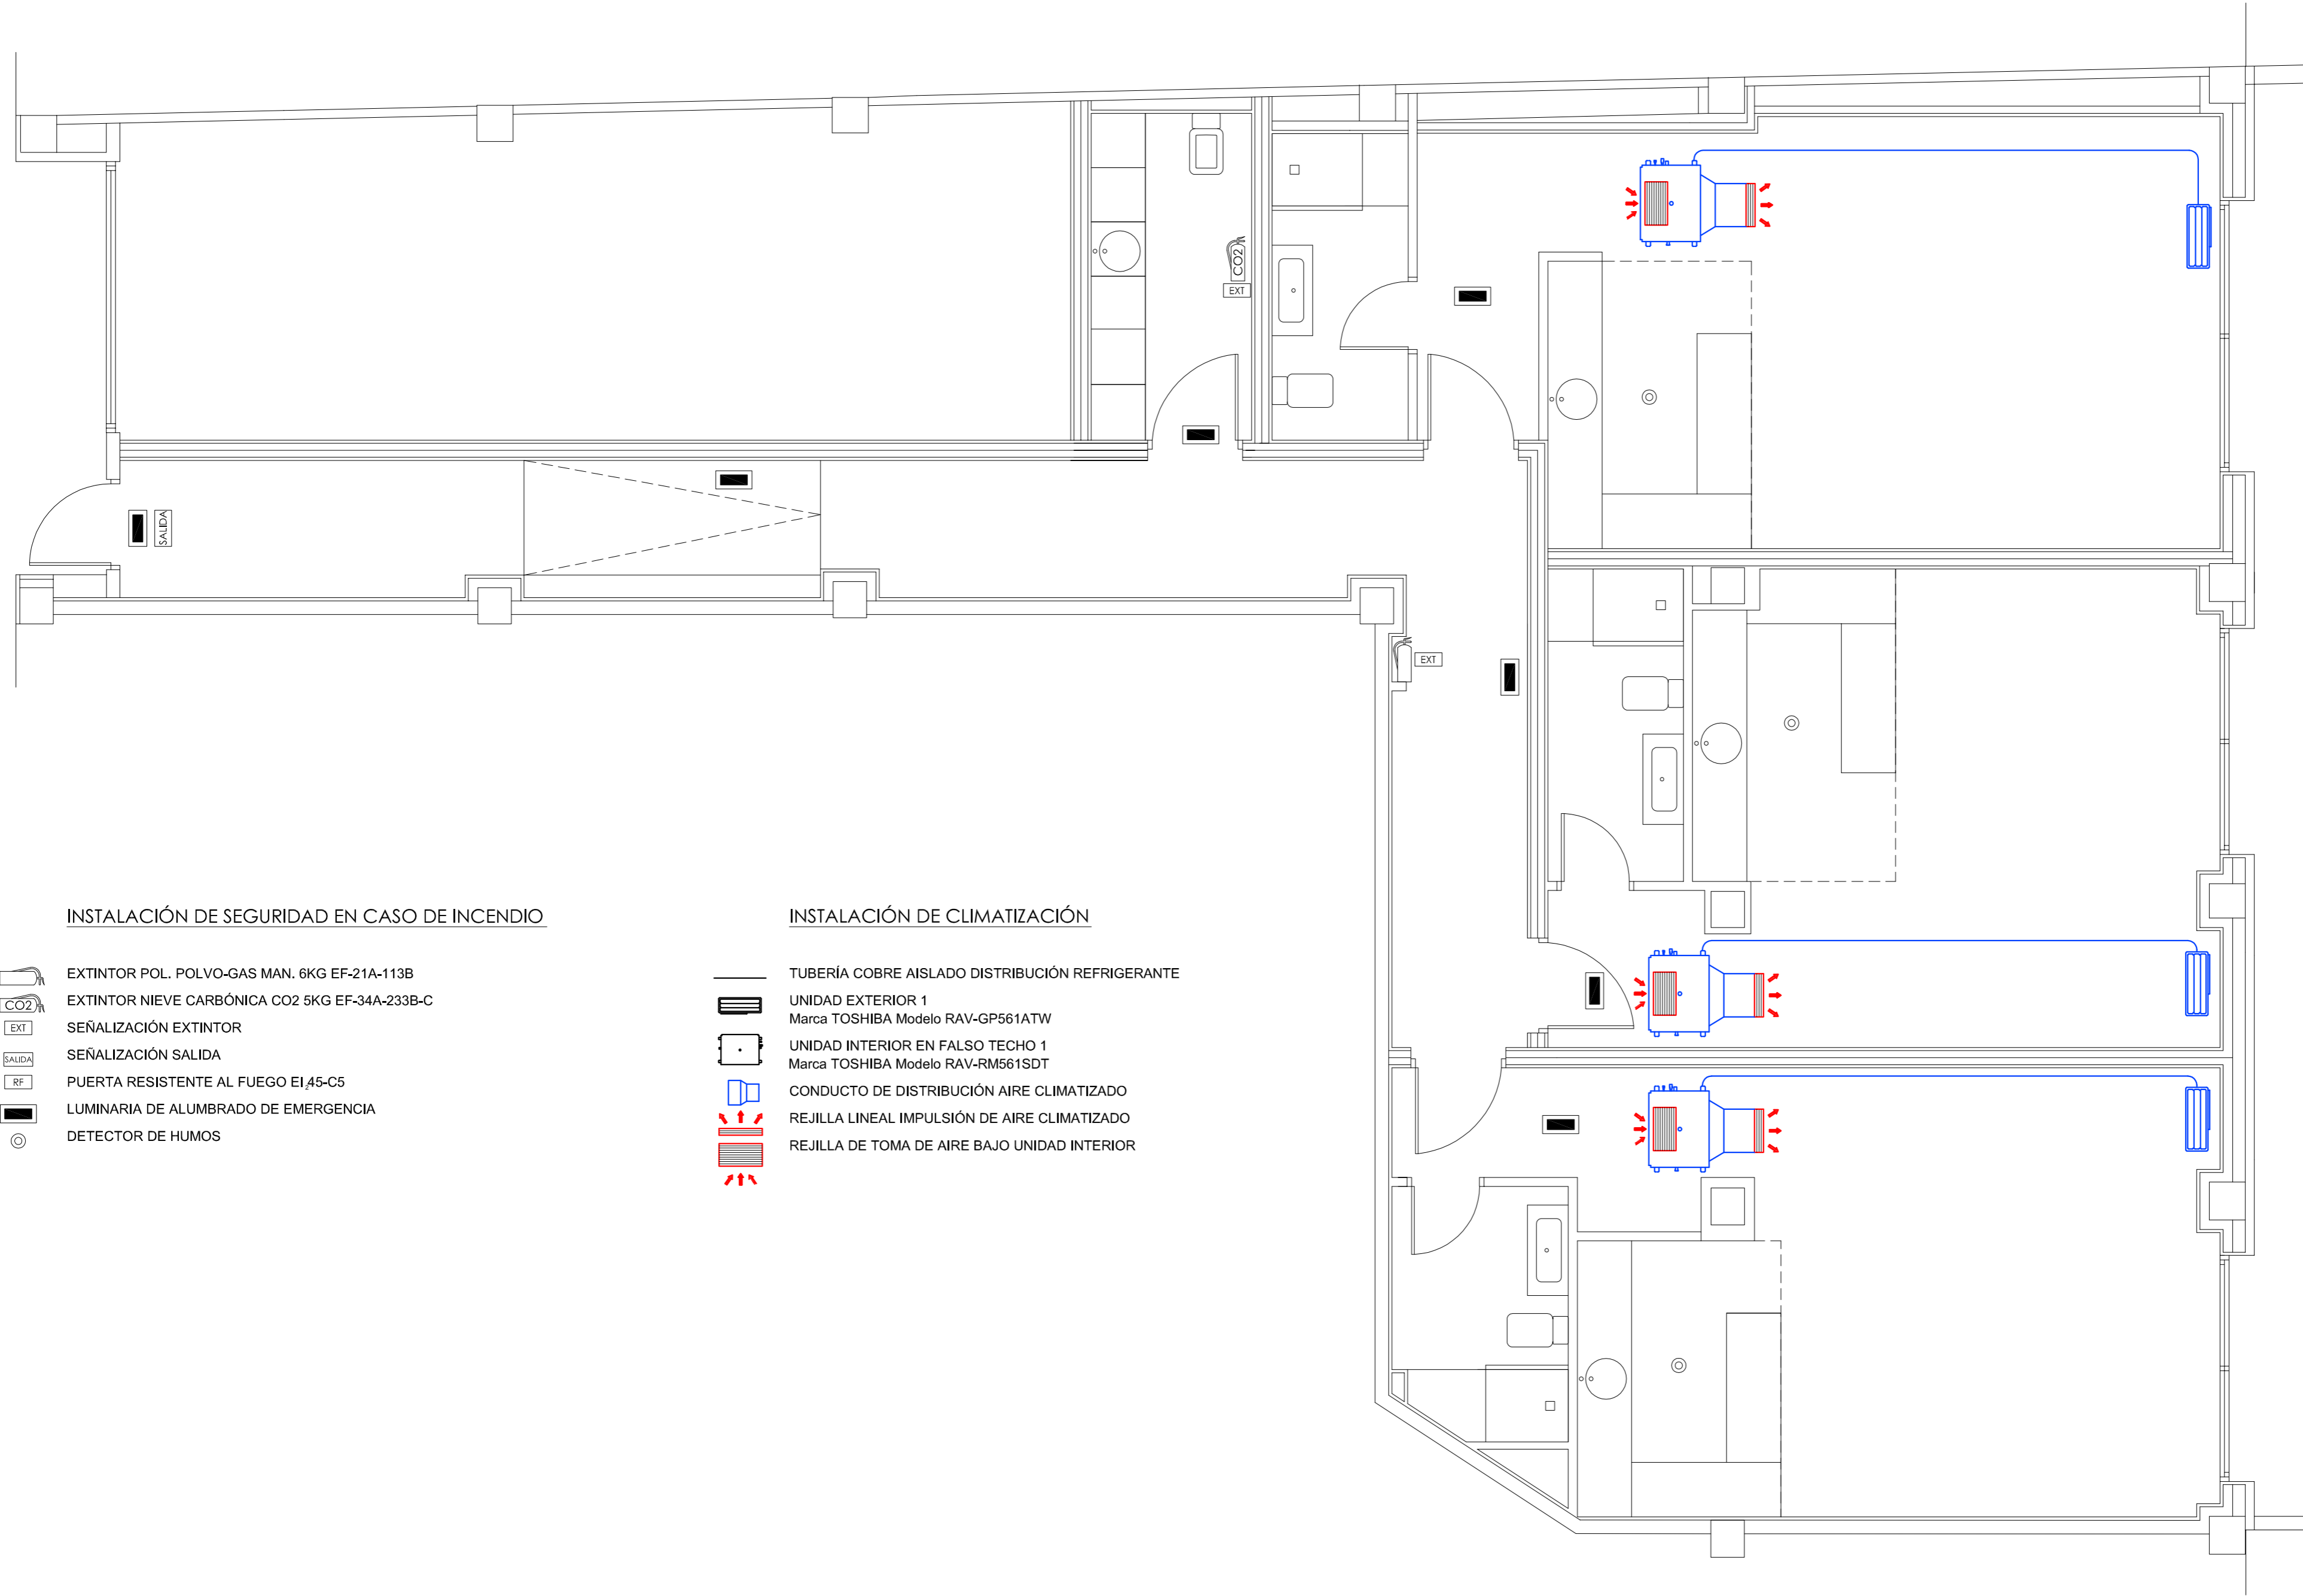 CO2
EXT
SALIDA
EXT
INSTALACIÓN DE SEGURIDAD EN CASO DE INCENDIO
EXTINTOR POL. POLVO-GAS MAN. 6KG EF-21A-113B
CO2 EXTINTOR NIEVE CARBÓNICA CO2 5KG EF-34A-233B-C
EXT SEÑALIZACIÓN EXTINTOR
SALIDA SEÑALIZACIÓN SALIDA
RF PUERTA RESISTENTE AL FUEGO EI₂45-C5
LUMINARIA DE ALUMBRADO DE EMERGENCIA
DETECTOR DE HUMOS
INSTALACIÓN DE CLIMATIZACIÓN
TUBERÍA COBRE AISLADO DISTRIBUCIÓN REFRIGERANTE
UNIDAD EXTERIOR 1
Marca TOSHIBA Modelo RAV-GP561ATW
UNIDAD INTERIOR EN FALSO TECHO 1
Marca TOSHIBA Modelo RAV-RM561SDT
CONDUCTO DE DISTRIBUCIÓN AIRE CLIMATIZADO
REJILLA LINEAL IMPULSIÓN DE AIRE CLIMATIZADO
REJILLA DE TOMA DE AIRE BAJO UNIDAD INTERIOR